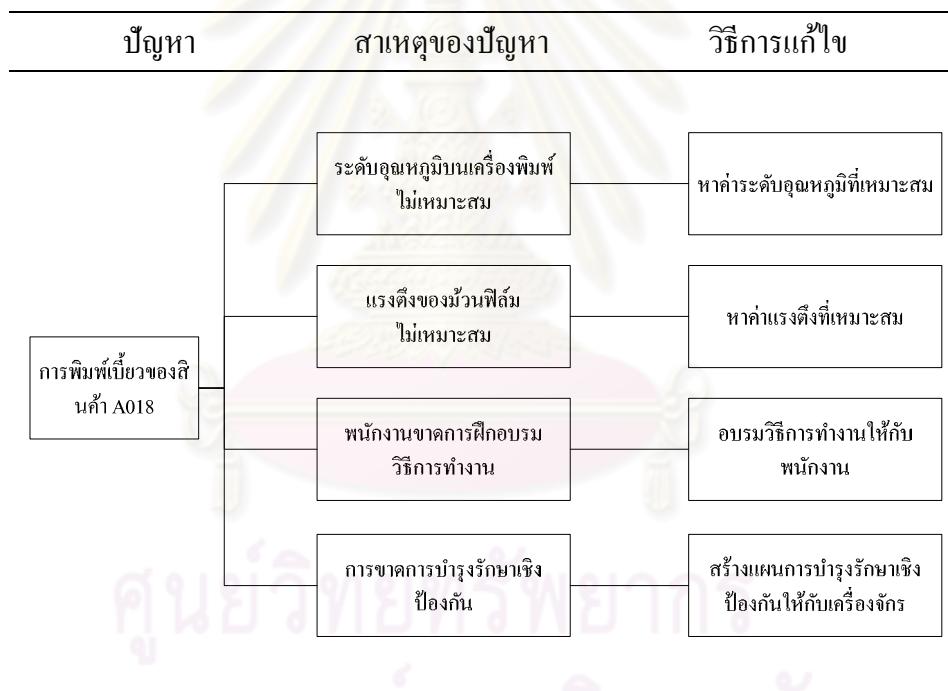 ปัญหา สาเหตุของปัญหา วิธีการแก้ไข
ระดับอุณหภูมิบนเครื่องพิมพ์
ไม่เหมาะสม
หาค่าระดับอุณหภูมิที่เหมาะสม
แรงตึงของม้วนฟิล์ม
ไม่เหมาะสม
หาค่าแรงตึงที่เหมาะสม
การพิมพ์เบี้ยวของสิ
นค้า A018
พนักงานขาดการฝึกอบรม
วิธีการทำงาน
อบรมวิธีการทำงานให้กับ
พนักงาน
การขาดการบำรุงรักษาเชิง
ป้องกัน
สร้างแผนการบำรุงรักษาเชิง
ป้องกันให้กับเครื่องจักร
ศูนย์วิทยทรัพยากร